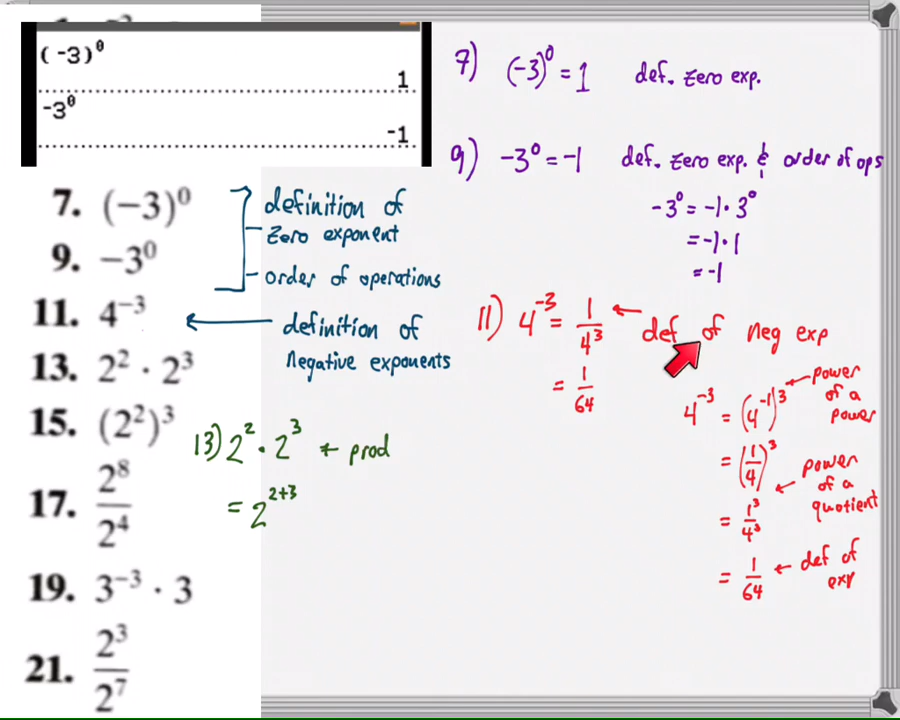 (-3)⁰
1
-3⁰
-1
7. (−3)⁰
9. −3⁰
11. 4⁻³
13. 2² · 2³
15. (2²)³
17. 2⁸/2⁴
19. 3⁻³ · 3
21. 2³/2⁷
definition of
Zero exponent
order of operations
definition of
Negative exponents
13) 2² · 2³ ← prod
= 2²⁺³
7) (-3)⁰ = 1 def. Zero exp.
9) -3⁰ = -1 def. Zero exp. & order of ops
-3⁰ = -1 · 3⁰
= -1 · 1
= -1
11) 4⁻³ = 1/4³ ← def of neg exp
= 1/64
4⁻³ = (4⁻¹)³ ← power
of a
power
= (1/4)³
power
of a
quotient
= 1³/4³
= 1/64 ← def of
exp